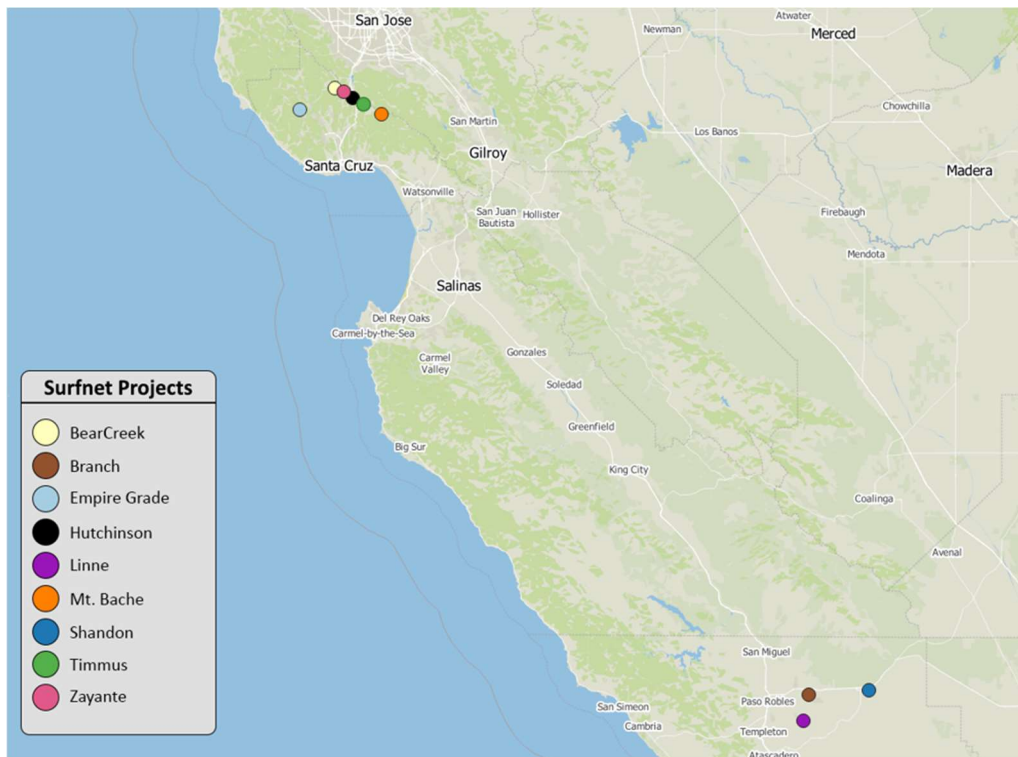 San Jose
Atwater
Newman
Merced
Chowchilla
San Martin
Los Banos
Gilroy
Santa Cruz
Madera
Watsonville
San Juan
Bautista
Hollister
Firebaugh
Mendota
Salinas
Del Rey Oaks
Carmel-by-the-Sea
Carmel
Valley
Gonzales
Soledad
Greenfield
Big Sur
King City
Coalinga
Avenal
San Miguel
Paso Robles
San Simeon
Cambria
Templeton
Atascadero
Surfnet Projects
BearCreek
Branch
Empire Grade
Hutchinson
Linne
Mt. Bache
Shandon
Timmus
Zayante